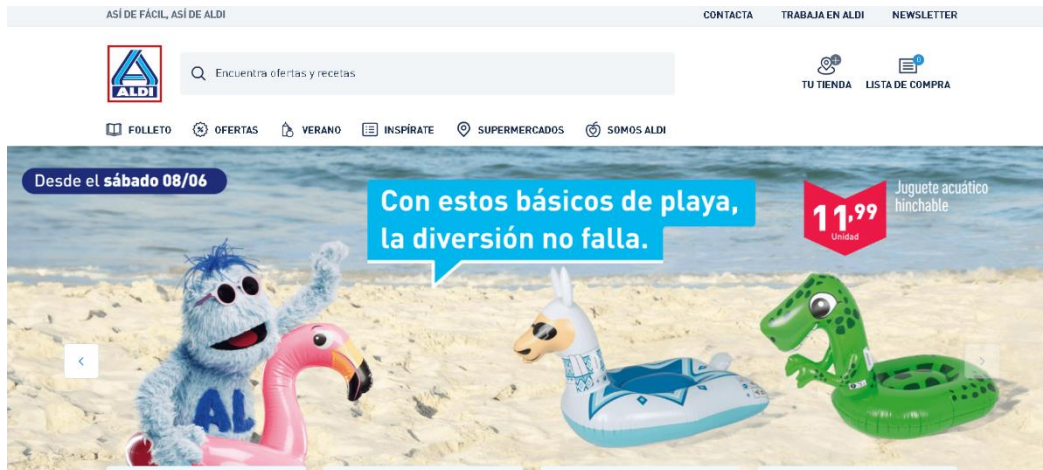 ASÍ DE FÁCIL, ASÍ DE ALDI
CONTACTA TRABAJA EN ALDI NEWSLETTER
ALDI
Encuentra ofertas y recetas
0
TU TIENDA LISTA DE COMPRA
FOLLETO OFERTAS VERANO INSPÍRATE SUPERMERCADOS SOMOS ALDI
Desde el sábado 08/06
Con estos básicos de playa,
la diversión no falla.
11,99
Unidad
Juguete acuático
hinchable
AL